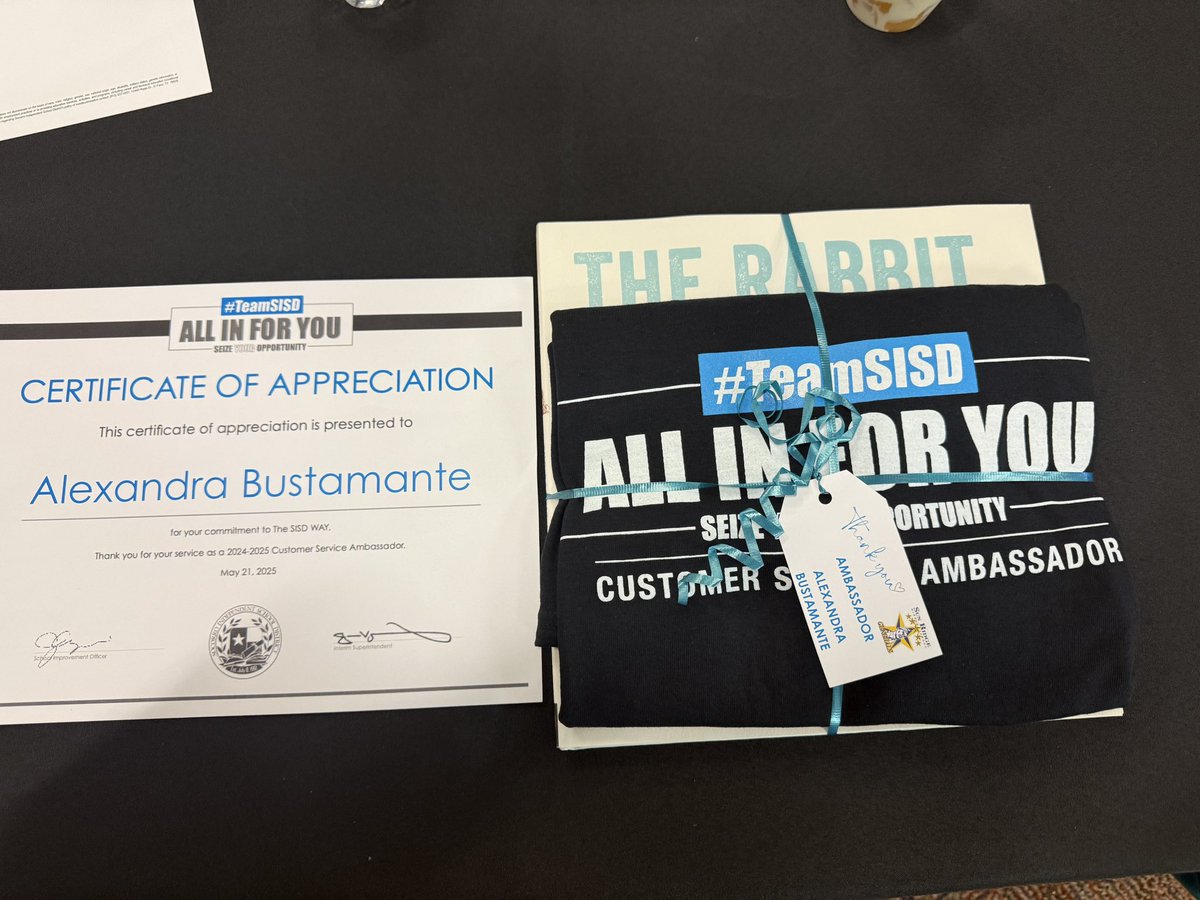 #TeamSISD
ALL IN FOR YOU
SEIZE YOUR OPPORTUNITY
CERTIFICATE OF APPRECIATION
This certificate of appreciation is presented to
Alexandra Bustamante
for your commitment to The SISD WAY.
Thank you for your service as a 2024-2025 Customer Service Ambassador.
May 21, 2025
School Improvement Officer
Interim Superintendent
THE RABBIT
#TeamSISD
ALL IN FOR YOU
SEIZE
OPPORTUNITY
CUSTOMER
AMBASSADOR
Thank you
AMBASSADOR
ALEXANDRA
BUSTAMANTE